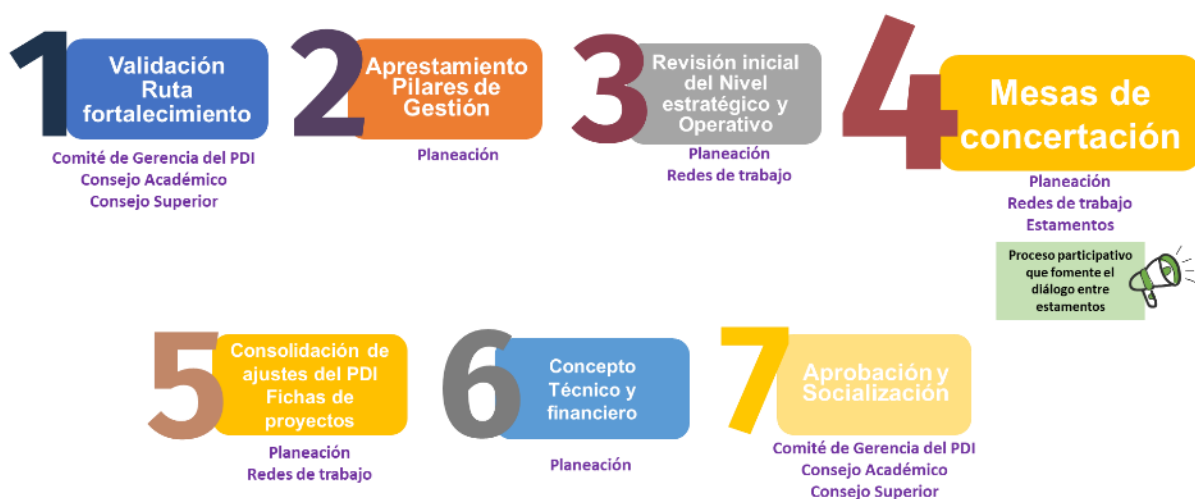 1
Validación
Ruta
fortalecimiento
Comité de Gerencia del PDI
Consejo Académico
Consejo Superior
2
Aprestamiento
Pilares de
Gestión
Planeación
3
Revisión inicial
del Nivel
estratégico y
Operativo
Planeación
Redes de trabajo
4
Mesas de
concertación
Planeación
Redes de trabajo
Estamentos
Proceso participativo
que fomente el
diálogo entre
estamentos
5
Consolidación de
ajustes del PDI
Fichas de
proyectos
Planeación
Redes de trabajo
6
Concepto
Técnico y
financiero
Planeación
7
Aprobación y
Socialización
Comité de Gerencia del PDI
Consejo Académico
Consejo Superior